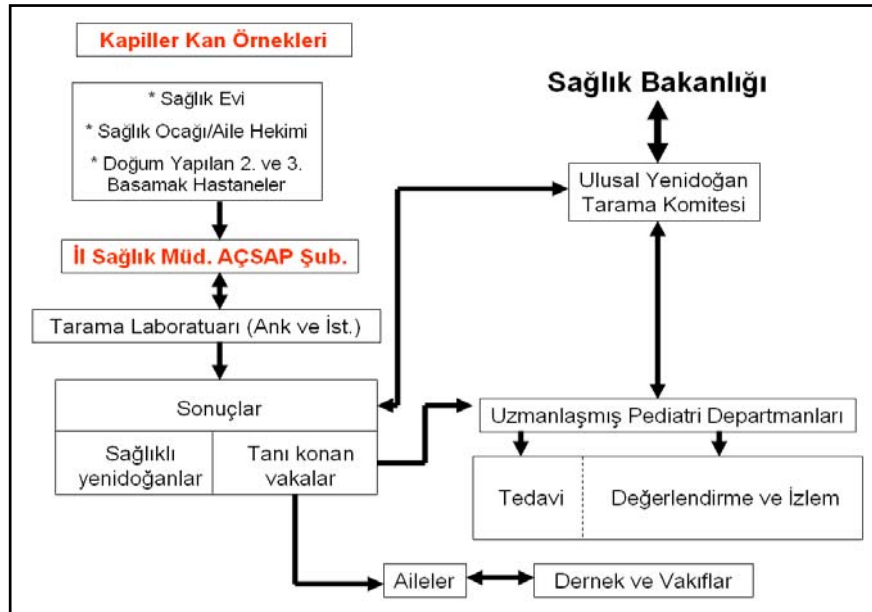 Kapiller Kan Örnekleri
* Sağlık Evi
* Sağlık Ocağı/Aile Hekimi
* Doğum Yapılan 2. ve 3.
Basamak Hastaneler
İl Sağlık Müd. AÇSAP Şub.
Tarama Laboratuarı (Ank ve İst.)
Sonuçlar
Sağlıklı
yenidoğanlar
Tanı konan
vakalar
Sağlık Bakanlığı
Ulusal Yenidoğan
Tarama Komitesi
Uzmanlaşmış Pediatri Departmanları
Tedavi
Değerlendirme ve İzlem
Aileler
Dernek ve Vakıflar